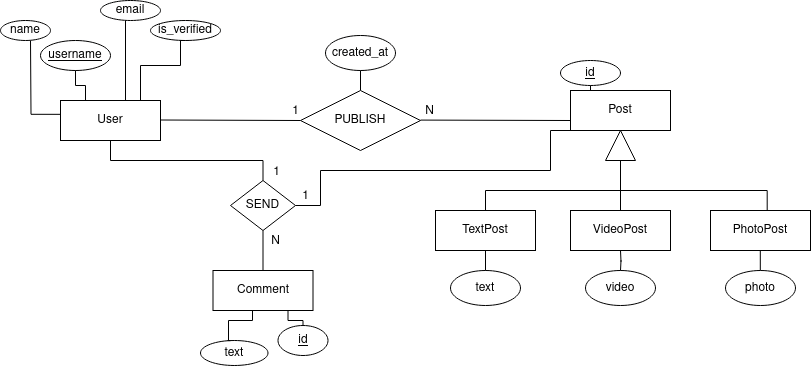 email
name
is_verified
username
created_at
id
1
N
User
PUBLISH
Post
1
1
SEND
N
TextPost
VideoPost
PhotoPost
Comment
text
video
photo
text
id